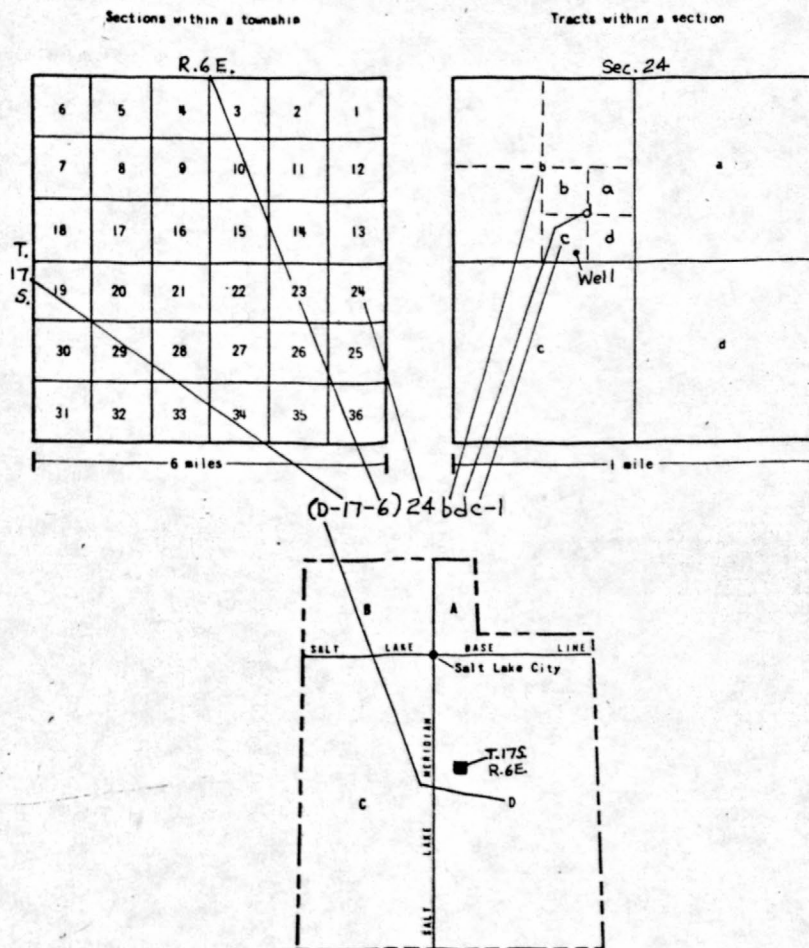 Sections within a township
Tracts within a section
R.6E.
Sec. 24
6 5 4 3 2 1
7 8 9 10 11 12
18 17 16 15 14 13
T.
17
S.
19 20 21 22 23 24
30 29 28 27 26 25
31 32 33 34 35 36
6 miles
b a
b a
d
c d
Well
c d
1 mile
(D-17-6)24bdc-1
B A
SALT LAKE BASE LINE
Salt Lake City
T.17S.
R.6E.
C D
SALT LAKE MERIDIAN